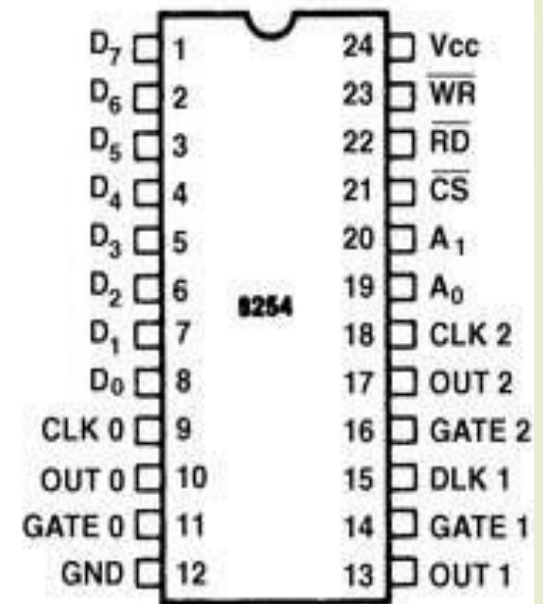 D7 1 24 Vcc
D6 2 23 WR
D5 3 22 RD
D4 4 21 CS
D3 5 20 A1
D2 6 19 A0
8254
D1 7 18 CLK 2
D0 8 17 OUT 2
CLK 0 9 16 GATE 2
OUT 0 10 15 DLK 1
GATE 0 11 14 GATE 1
GND 12 13 OUT 1